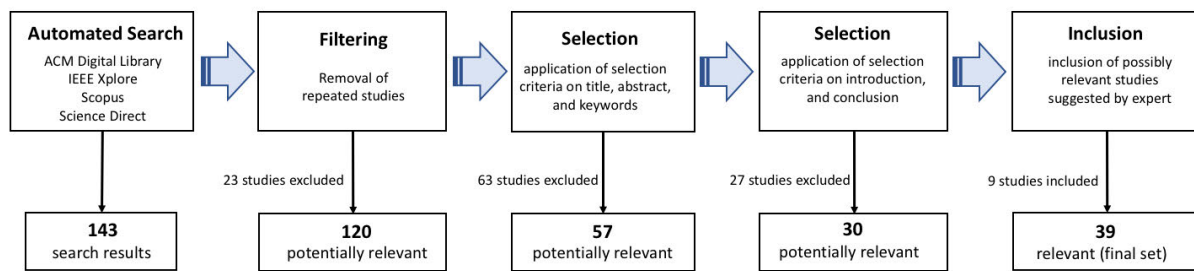 Automated Search
ACM Digital Library
IEEE Xplore
Scopus
Science Direct
Filtering
Removal of
repeated studies
Selection
application of selection
criteria on title, abstract,
and keywords
Selection
application of selection
criteria on introduction,
and conclusion
Inclusion
inclusion of possibly
relevant studies
suggested by expert
23 studies excluded
63 studies excluded
27 studies excluded
9 studies included
143
search results
120
potentially relevant
57
potentially relevant
30
potentially relevant
39
relevant (final set)